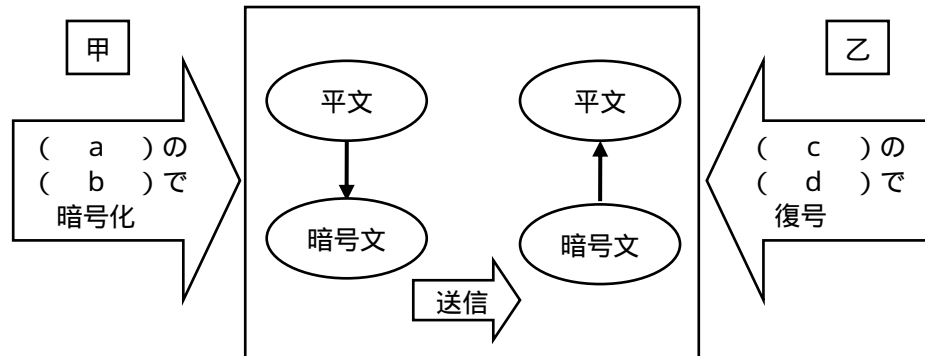 甲
乙
平文
平文
( a )の
( b )で
暗号化
( c )の
( d )で
復号
暗号文
暗号文
送信